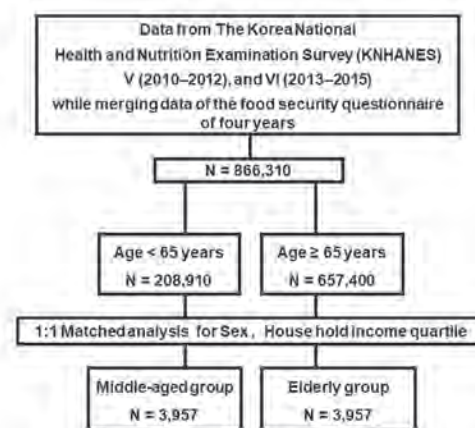 Data from The Korea National
Health and Nutrition Examination Survey (KNHANES)
V (2010–2012), and VI (2013–2015)
while merging data of the food security questionnaire
of four years
N = 866,310
Age < 65 years
N = 208,910
Age ≥ 65 years
N = 657,400
1:1 Matched analysis for Sex, House hold income quartile
Middle-aged group
N = 3,957
Elderly group
N = 3,957